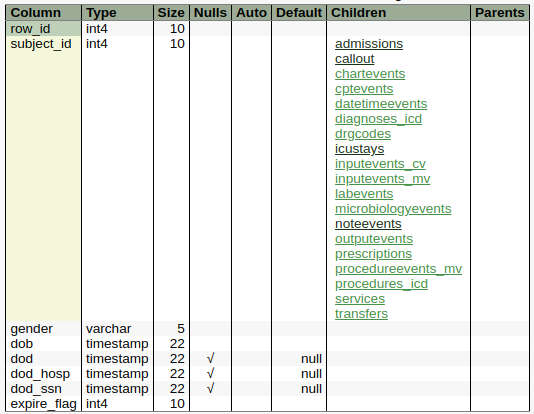 Column Type Size Nulls Auto Default Children Parents
row_id int4 10
subject_id int4 10
admissions
callout
chartevents
cptevents
datetimeevents
diagnoses_icd
drgcodes
icustays
inputevents_cv
inputevents_mv
labevents
microbiologyevents
noteevents
outputevents
prescriptions
procedureevents_mv
procedures_icd
services
transfers
gender varchar 5
dob timestamp 22
dod timestamp 22 √ null
dod_hosp timestamp 22 √ null
dod_ssn timestamp 22 √ null
expire_flag int4 10